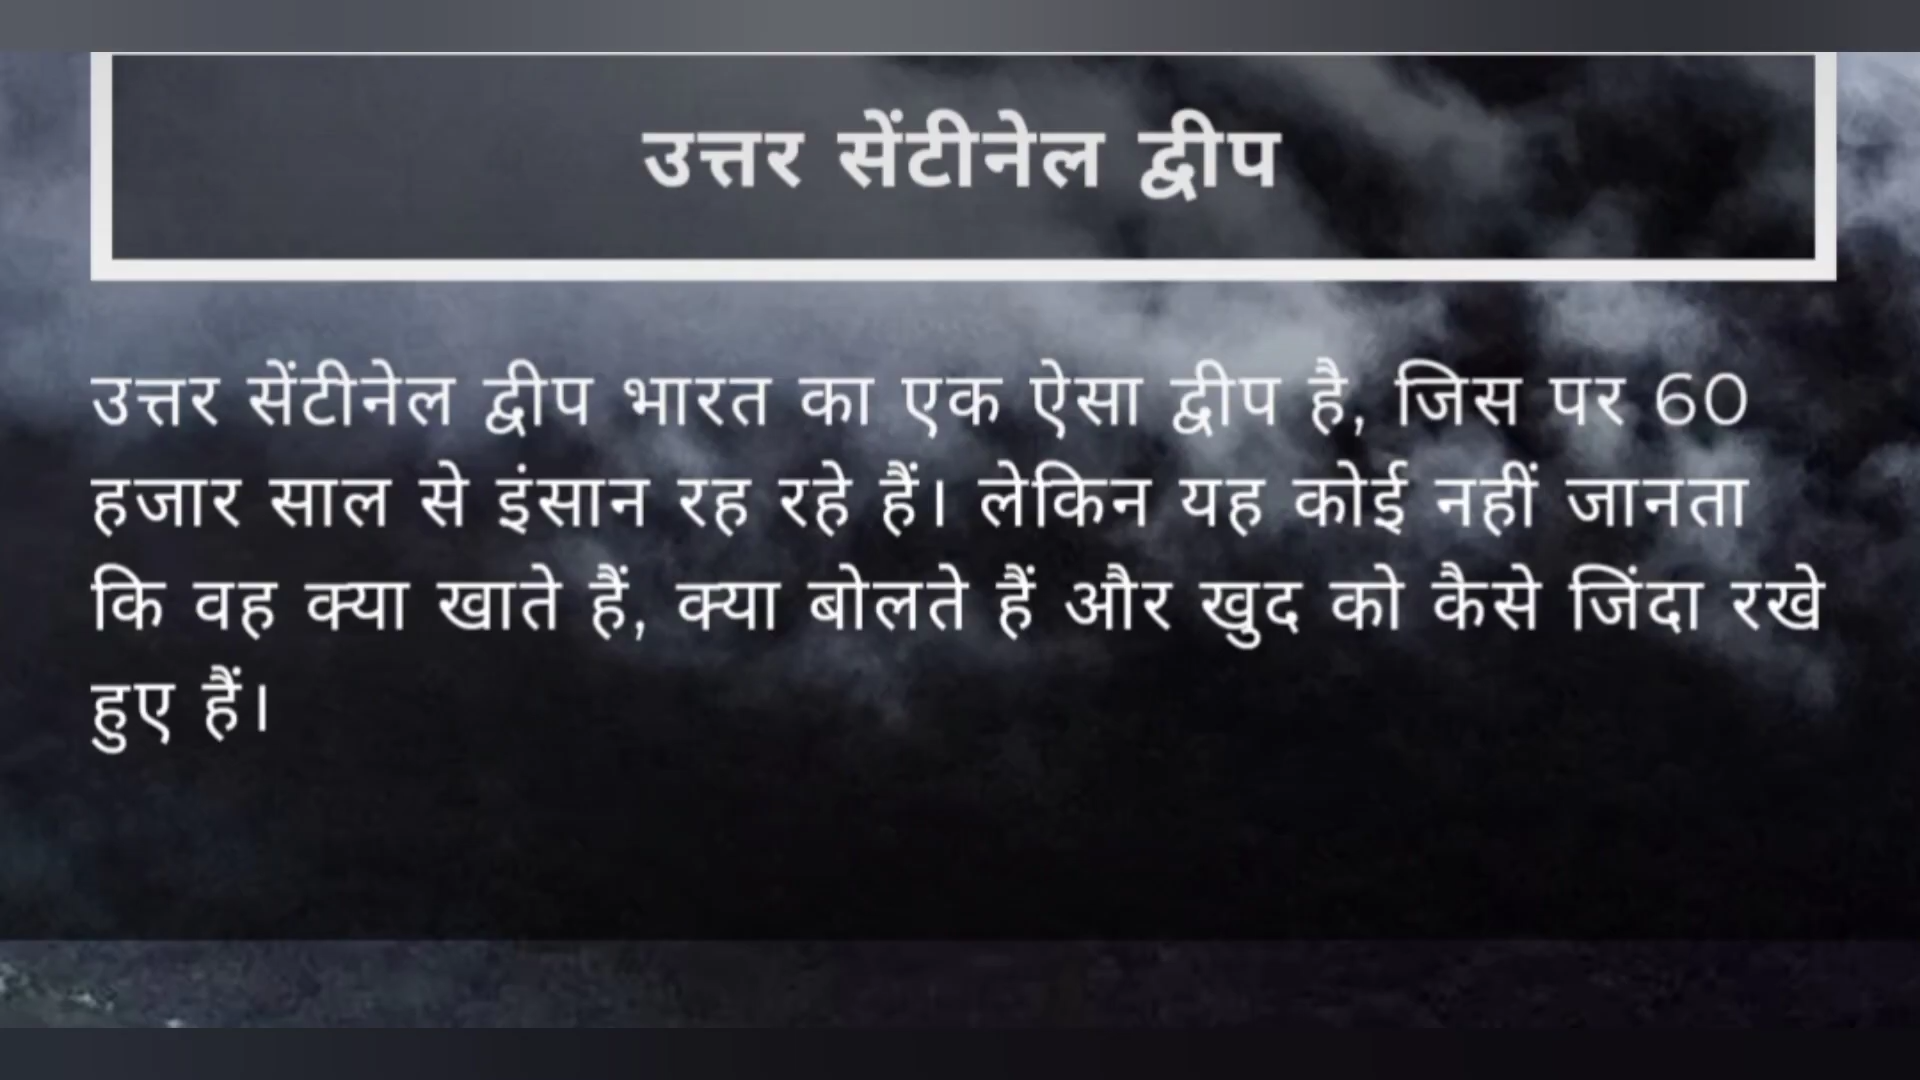 उत्तर सेंटीनेल द्वीप
उत्तर सेंटीनेल द्वीप भारत का एक ऐसा द्वीप है, जिस पर 60
हजार साल से इंसान रह रहे हैं। लेकिन यह कोई नहीं जानता
कि वह क्या खाते हैं, क्या बोलते हैं और खुद को कैसे जिंदा रखे
हुए हैं।